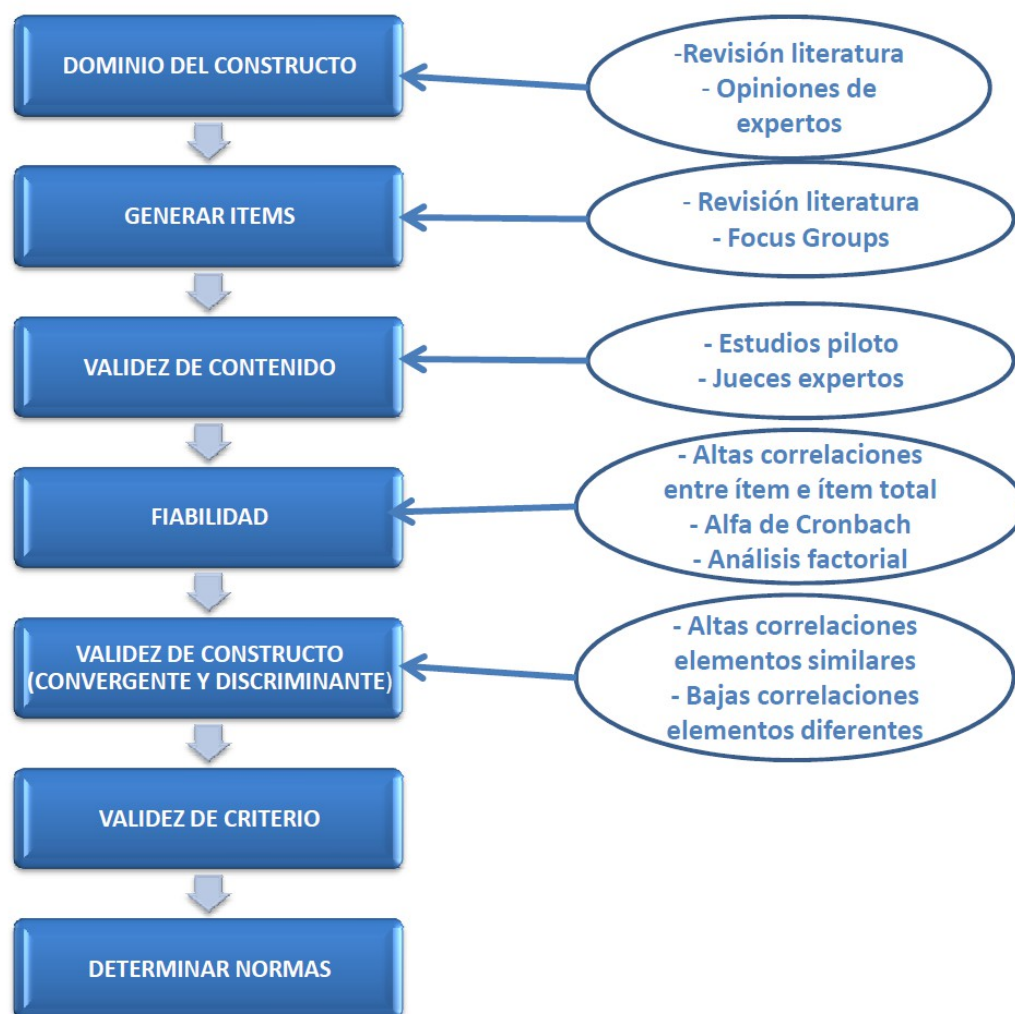 DOMINIO DEL CONSTRUCTO
-Revisión literatura
- Opiniones de
expertos
GENERAR ITEMS
- Revisión literatura
- Focus Groups
VALIDEZ DE CONTENIDO
- Estudios piloto
- Jueces expertos
FIABILIDAD
- Altas correlaciones
entre ítem e ítem total
- Alfa de Cronbach
- Análisis factorial
VALIDEZ DE CONSTRUCTO
(CONVERGENTE Y DISCRIMINANTE)
- Altas correlaciones
elementos similares
- Bajas correlaciones
elementos diferentes
VALIDEZ DE CRITERIO
DETERMINAR NORMAS